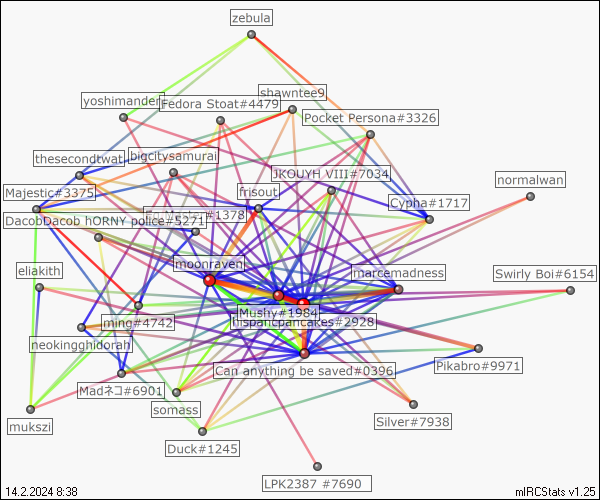 zebula
shawntee9
yoshimander
Fedora Stoat#4479
Pocket Persona#3326
thesecondtwat
bigcitysamurai
JKOUYH VIII#7034
normalwan
Majestic#3375
frisout
Cypha#1717
#1378
DacobDacob hORNY police#5271
moonraven
marcemadness
eliakith
Swirly Boi#6154
Mushy#1984
ming#4742
hispanicpancakes#2928
neokingghidorah
Pikabro#9971
Can anything be saved#0396
Madネコ#6901
somass
mukszi
Silver#7938
Duck#1245
LPK2387 #7690
14.2.2024 8:38
mIRCStats v1.25